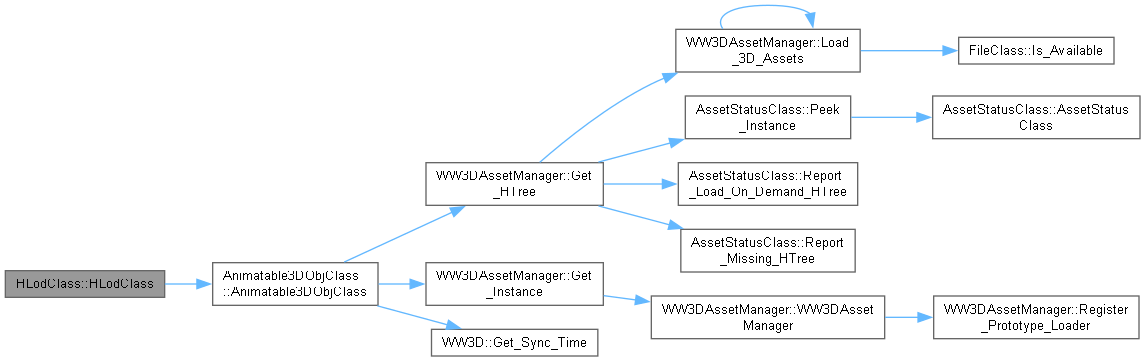 WW3DAssetManager::Load
_3D_Assets
FileClass::Is_Available
AssetStatusClass::Peek
_Instance
AssetStatusClass::AssetStatus
Class
WW3DAssetManager::Get
_HTree
AssetStatusClass::Report
_Load_On_Demand_HTree
AssetStatusClass::Report
_Missing_HTree
HLodClass::HLodClass
Animatable3DObjClass
::Animatable3DObjClass
WW3DAssetManager::Get
_Instance
WW3DAssetManager::WW3DAsset
Manager
WW3DAssetManager::Register
_Prototype_Loader
WW3D::Get_Sync_Time